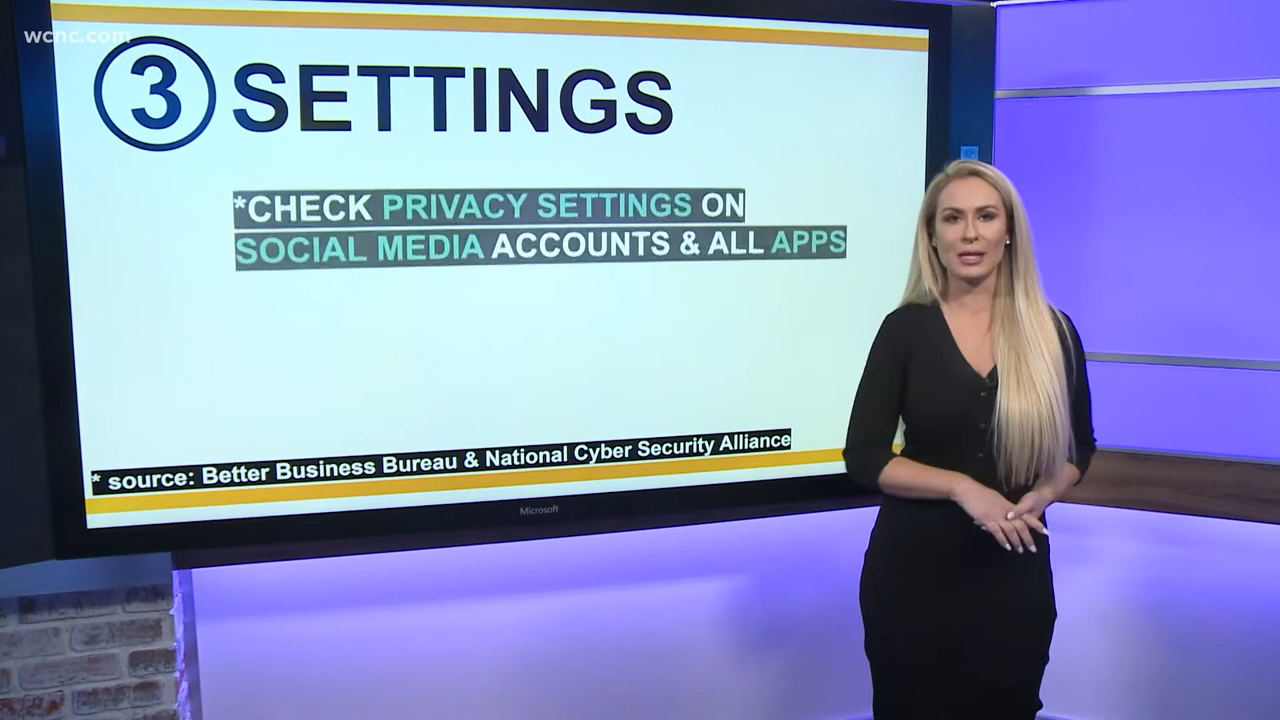 wcnc.com
3 SETTINGS
*CHECK PRIVACY SETTINGS ON
SOCIAL MEDIA ACCOUNTS & ALL APPS
* source: Better Business Bureau & National Cyber Security Alliance
Microsoft